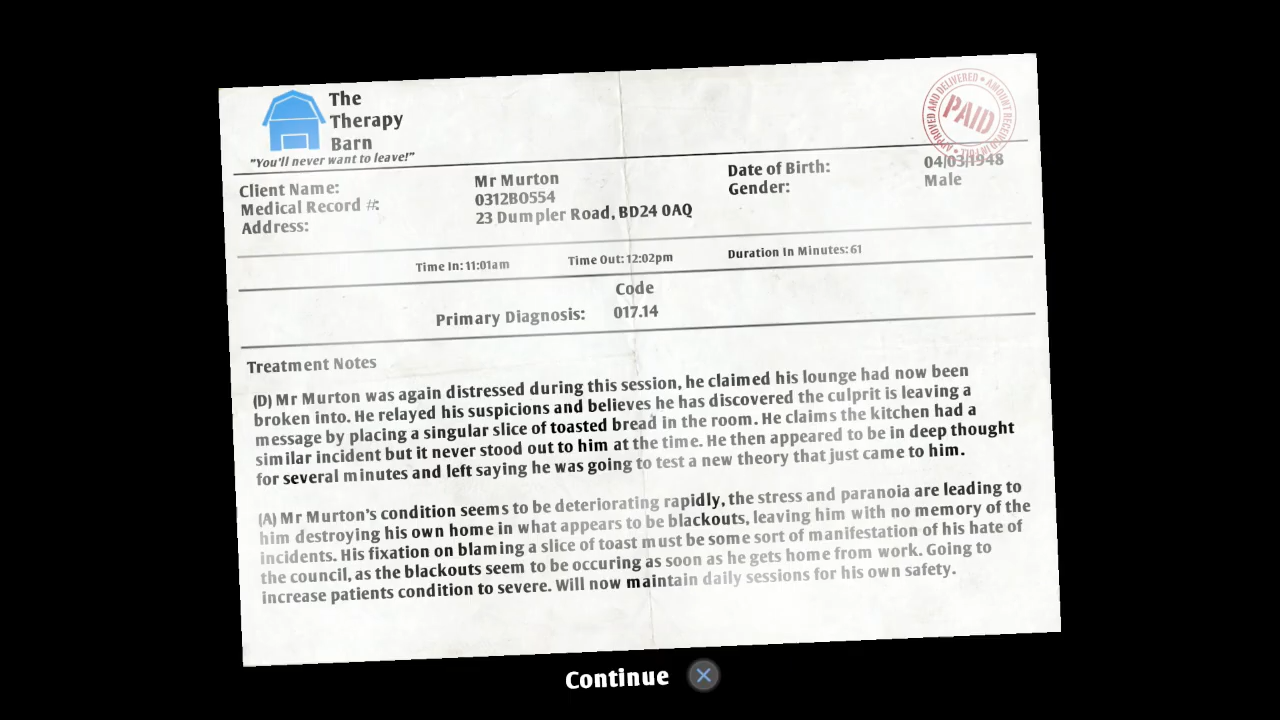 The
Therapy
Barn
"You'll never want to leave!"
APPROVED AND DELIVERED • AMOUNT RECEIVED IN FULL •
PAID
Client Name: Mr Murton Date of Birth: 04/03/1948
Medical Record #: 0312BO554 Gender: Male
Address: 23 Dumpler Road, BD24 0AQ
Time In: 11:01am Time Out: 12:02pm Duration In Minutes: 61
Code
Primary Diagnosis: 017.14
Treatment Notes
(D) Mr Murton was again distressed during this session, he claimed his lounge had now been
broken into. He relayed his suspicions and believes he has discovered the culprit is leaving a
message by placing a singular slice of toasted bread in the room. He claims the kitchen had a
similar incident but it never stood out to him at the time. He then appeared to be in deep thought
for several minutes and left saying he was going to test a new theory that just came to him.
(A) Mr Murton's condition seems to be deteriorating rapidly, the stress and paranoia are leading to
him destroying his own home in what appears to be blackouts, leaving him with no memory of the
incidents. His fixation on blaming a slice of toast must be some sort of manifestation of his hate of
the council, as the blackouts seem to be occuring as soon as he gets home from work. Going to
increase patients condition to severe. Will now maintain daily sessions for his own safety.
Continue